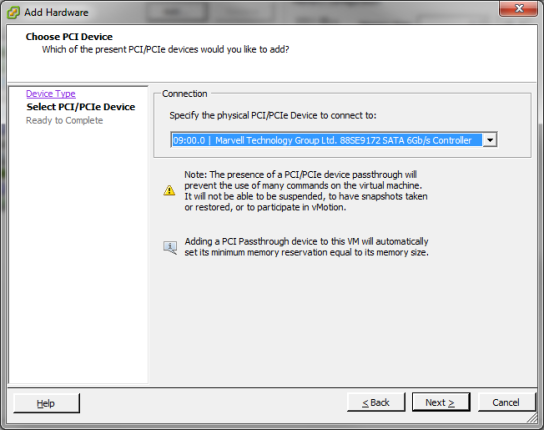 Add Hardware
Choose PCI Device
Which of the present PCI/PCIe devices would you like to add?
Device Type
Select PCI/PCIe Device
Ready to Complete
Connection
Specify the physical PCI/PCIe Device to connect to:
09:00.0 | Marvell Technology Group Ltd. 88SE9172 SATA 6Gb/s Controller
Note: The presence of a PCI/PCIe device passthrough will
prevent the use of many commands on the virtual machine.
It will not be able to be suspended, to have snapshots taken
or restored, or to participate in vMotion.
Adding a PCI Passthrough device to this VM will automatically
set its minimum memory reservation equal to its memory size.
Help
< Back
Next >
Cancel